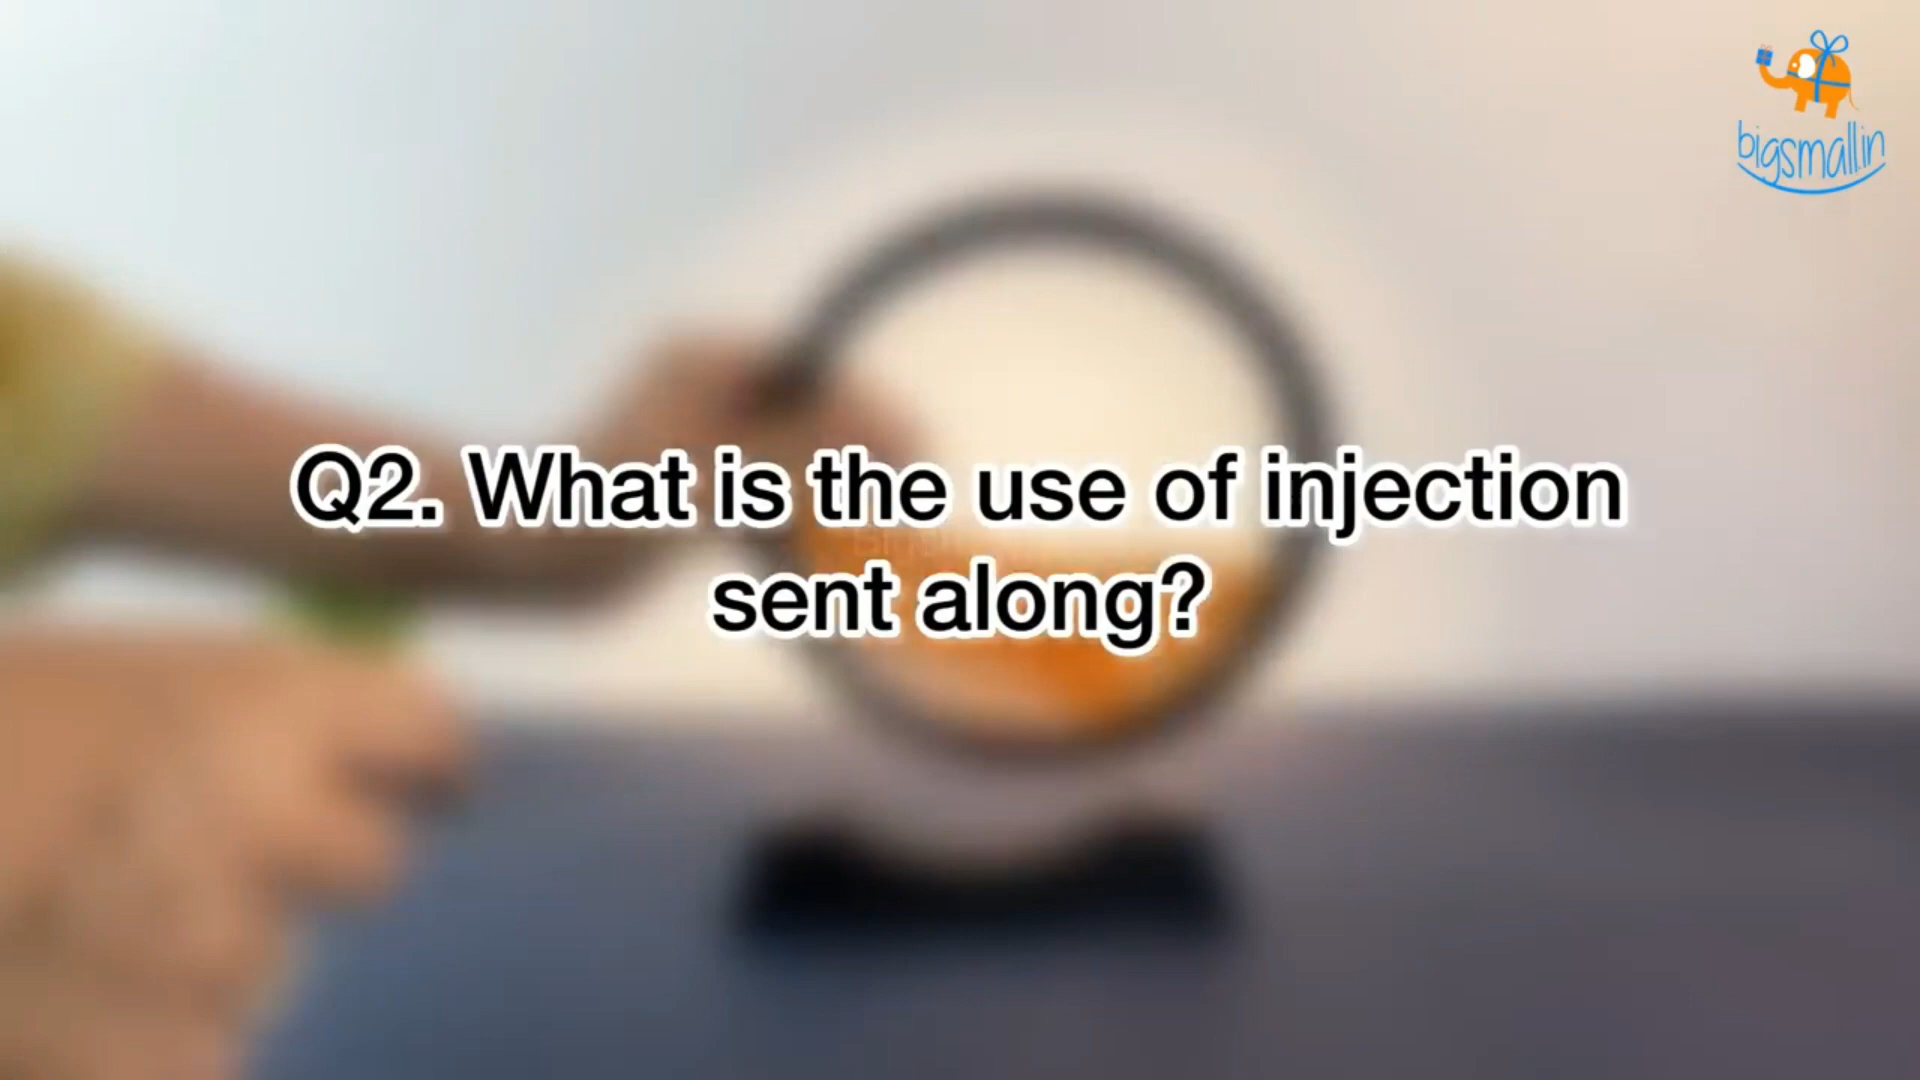 bigsmall.in
Q2. What is the use of injection
sent along?